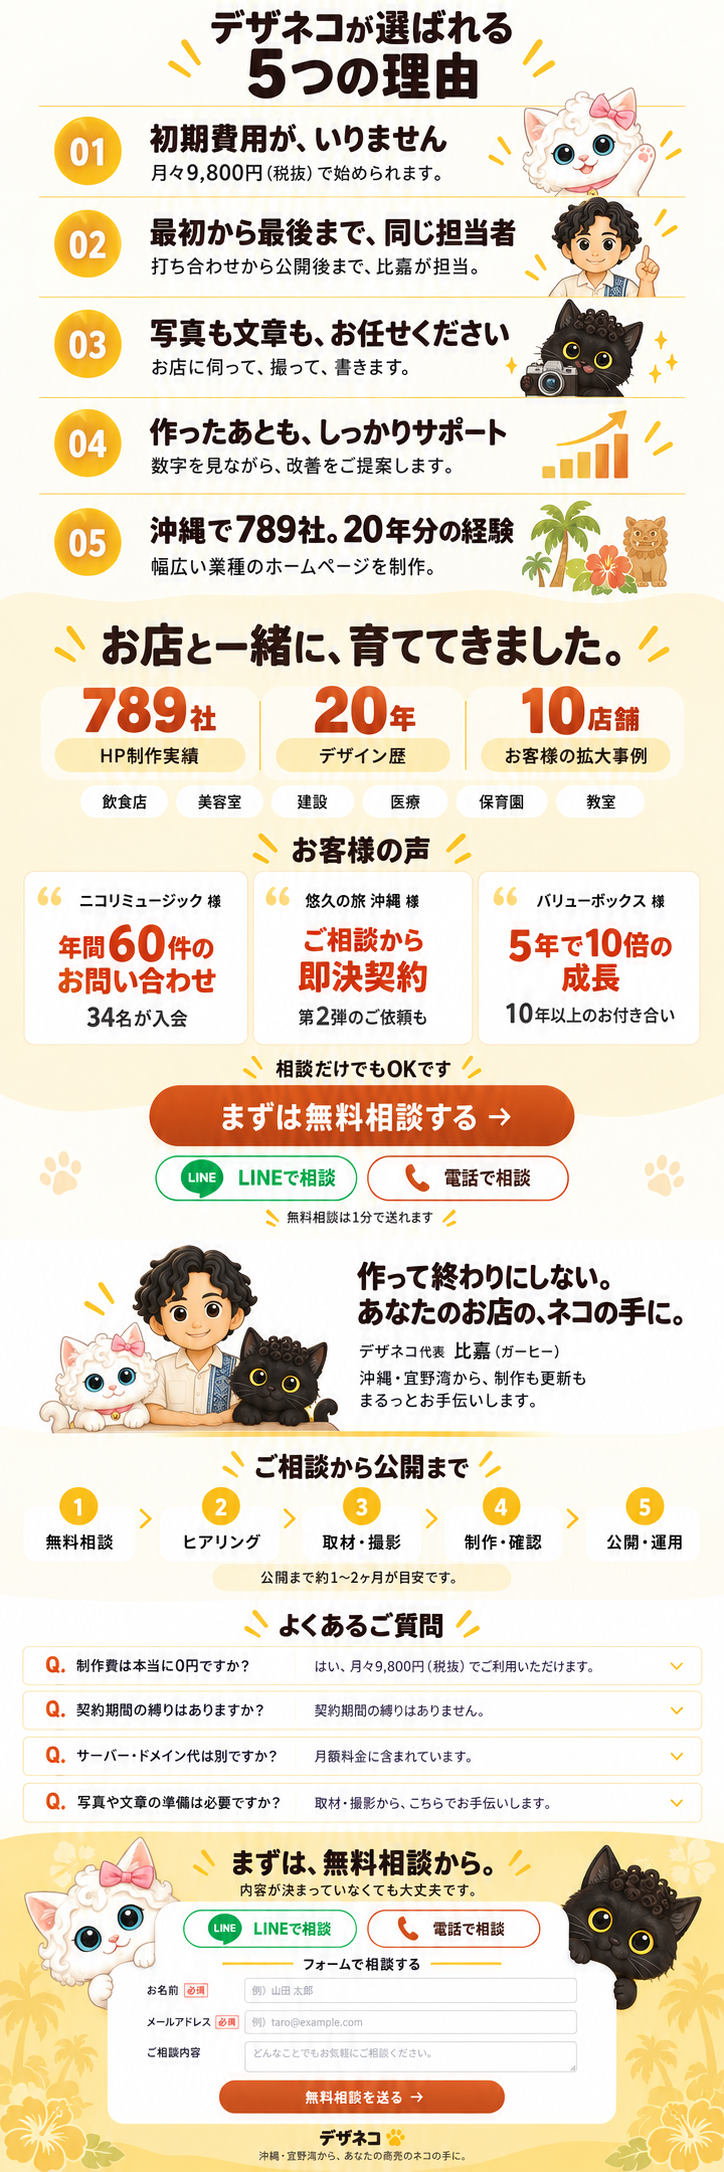 デザネコが選ばれる
5つの理由
01
初期費用が、いりません
月々9,800円（税抜）で始められます。
02
最初から最後まで、同じ担当者
打ち合わせから公開後まで、比嘉が担当。
03
写真も文章も、お任せください
お店に伺って、撮って、書きます。
04
作ったあとも、しっかりサポート
数字を見ながら、改善をご提案します。
05
沖縄で789社。20年分の経験
幅広い業種のホームページを制作。
お店と一緒に、育ててきました。
789社
HP制作実績
20年
デザイン歴
10店舗
お客様の拡大事例
飲食店
美容室
建設
医療
保育園
教室
お客様の声
ニコリミュージック 様
年間60件の
お問い合わせ
34名が入会
悠久の旅 沖縄 様
ご相談から
即決契約
第2弾のご依頼も
バリューボックス 様
5年で10倍の
成長
10年以上のお付き合い
相談だけでもOKです
まずは無料相談する →
LINE LINEで相談
電話で相談
無料相談は1分で送れます
作って終わりにしない。
あなたのお店の、ネコの手に。
デザネコ代表 比嘉（ガーヒー）
沖縄・宜野湾から、制作も更新も
まるっとお手伝いします。
ご相談から公開まで
1
無料相談
2
ヒアリング
3
取材・撮影
4
制作・確認
5
公開・運用
公開まで約1〜2ヶ月が目安です。
よくあるご質問
Q. 制作費は本当に0円ですか？ はい、月々9,800円（税抜）でご利用いただけます。
Q. 契約期間の縛りはありますか？ 契約期間の縛りはありません。
Q. サーバー・ドメイン代は別ですか？ 月額料金に含まれています。
Q. 写真や文章の準備は必要ですか？ 取材・撮影から、こちらでお手伝いします。
まずは、無料相談から。
内容が決まっていなくても大丈夫です。
LINE LINEで相談
電話で相談
フォームで相談する
お名前 必須 例）山田 太郎
メールアドレス 必須 例）taro@example.com
ご相談内容 どんなことでもお気軽にご相談ください。
無料相談を送る →
デザネコ
沖縄・宜野湾から、あなたの商売のネコの手に。